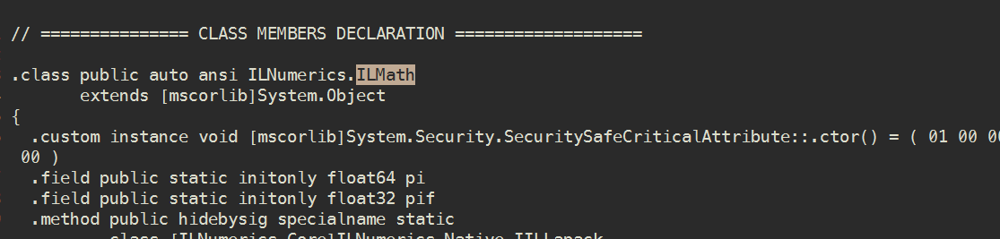 // =============== CLASS MEMBERS DECLARATION ===================
.class public auto ansi ILNumerics.ILMath
extends [mscorlib]System.Object
{
.custom instance void [mscorlib]System.Security.SecuritySafeCriticalAttribute::.ctor() = ( 01 00 00
00 )
.field public static initonly float64 pi
.field public static initonly float32 pif
.method public hidebysig specialname static
class [ILNumerics.Core]ILNumerics.Native.IILLapack